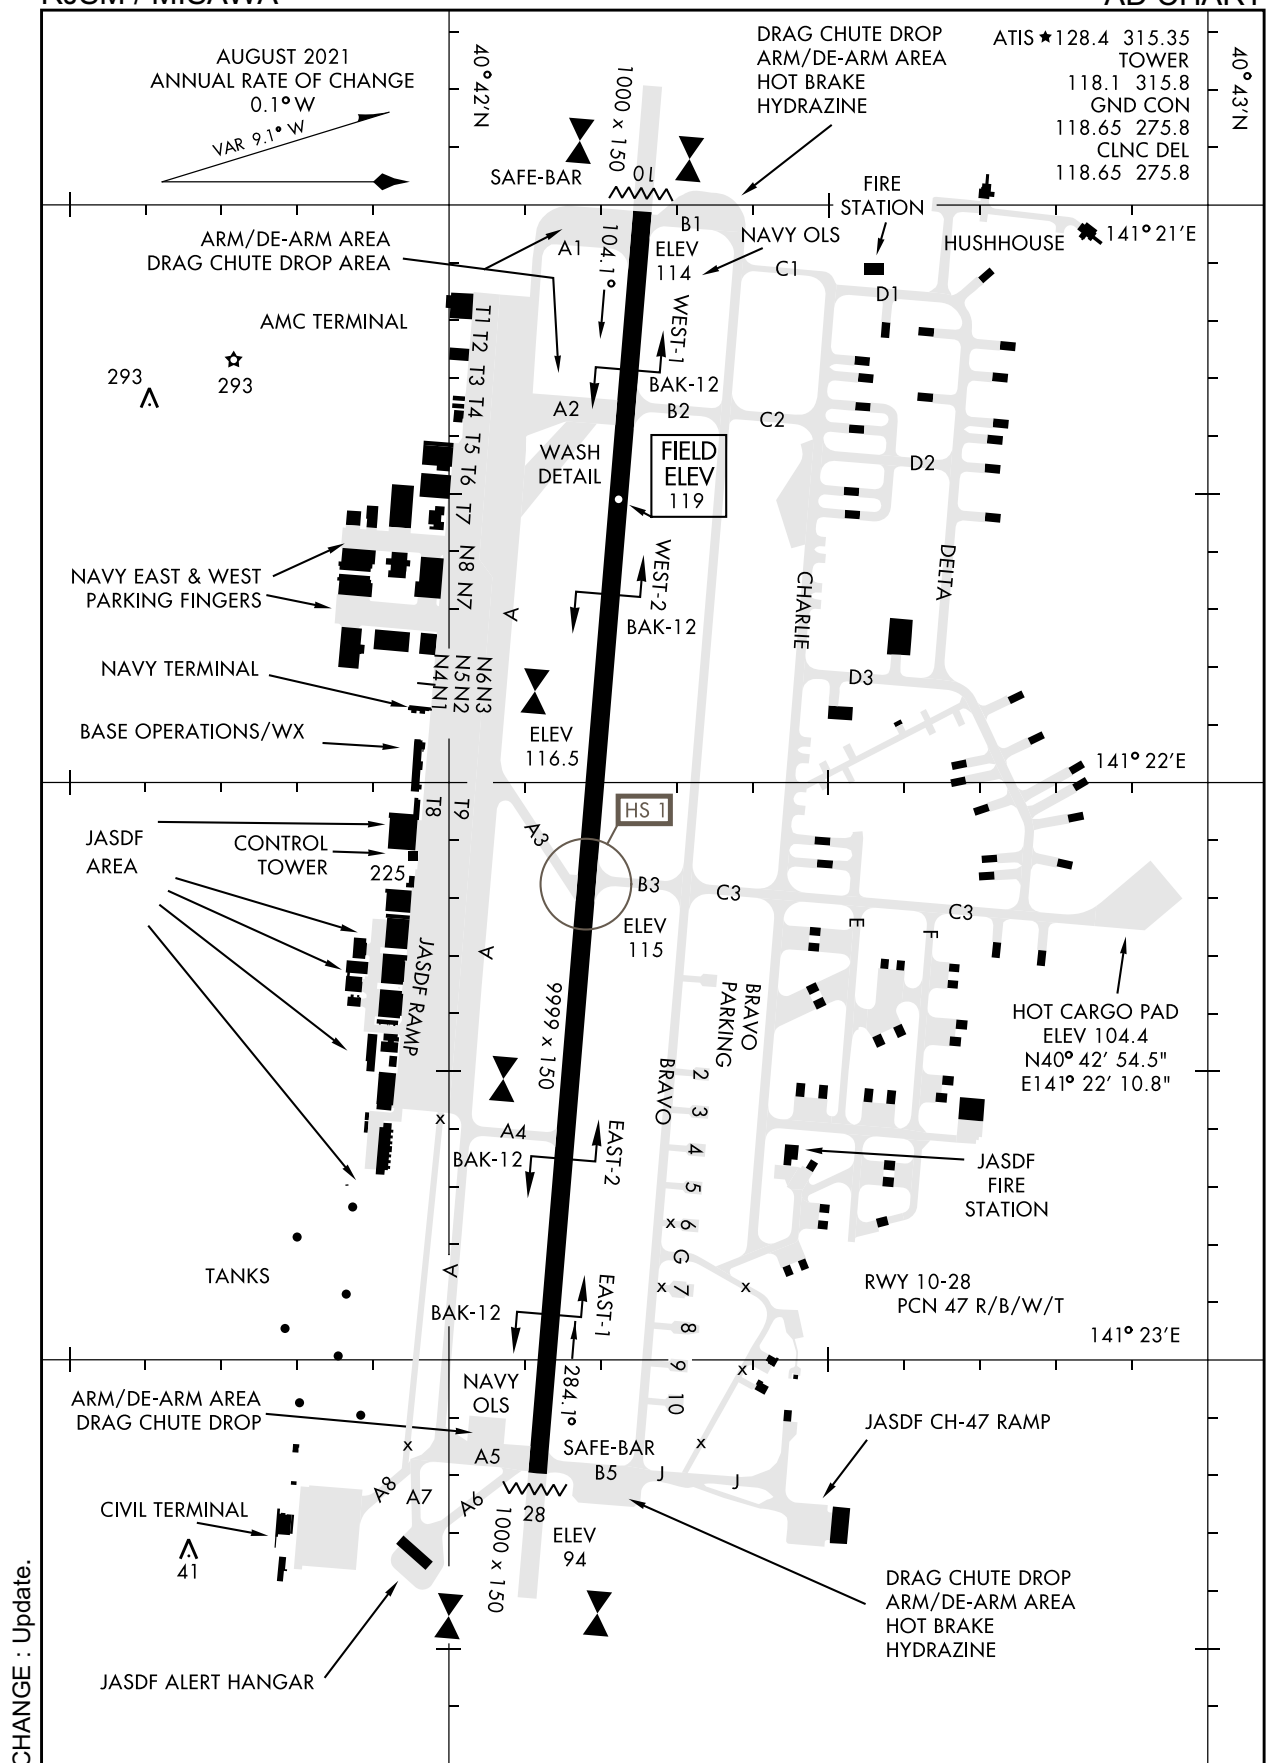 RJSM / MISAWA
AD CHART
AUGUST 2021
ANNUAL RATE OF CHANGE
0.1° W
VAR 9.1° W
40° 42'N
1000 x 150
DRAG CHUTE DROP
ARM/DE-ARM AREA
HOT BRAKE
HYDRAZINE
ATIS ★128.4 315.35
TOWER
118.1 315.8
GND CON
118.65 275.8
CLNC DEL
118.65 275.8
40° 43'N
SAFE-BAR
10
FIRE
STATION
ARM/DE-ARM AREA
DRAG CHUTE DROP AREA
A1
104.1°
B1
ELEV
114
NAVY OLS
C1
HUSHHOUSE
141° 21'E
D1
AMC TERMINAL
T1
T2
T3
T4
T5
T6
T7
N8
N7
WEST-1
BAK-12
293
293
A2
B2
C2
WASH
DETAIL
FIELD
ELEV
119
D2
NAVY EAST & WEST
PARKING FINGERS
A
WEST-2
BAK-12
CHARLIE
DELTA
NAVY TERMINAL
N6 N3
N5 N2
N4 N1
D3
BASE OPERATIONS/WX
ELEV
116.5
141° 22'E
T8
T9
HS 1
JASDF
AREA
CONTROL
TOWER
225
A3
B3
C3
C3
E
F
ELEV
115
JASDF RAMP
A
9999 x 150
BRAVO
PARKING
BRAVO
HOT CARGO PAD
ELEV 104.4
N40° 42' 54.5"
E141° 22' 10.8"
2
3
4
5
x 6
G
x 7
x
8
9
10
x
x
A4
BAK-12
EAST-2
JASDF
FIRE
STATION
TANKS
A
BAK-12
EAST-1
RWY 10-28
PCN 47 R/B/W/T
141° 23'E
284.1°
NAVY
OLS
ARM/DE-ARM AREA
DRAG CHUTE DROP
x
x
A5
SAFE-BAR
B5
J
J
JASDF CH-47 RAMP
A8
A7
A6
CIVIL TERMINAL
41
28
1000 x 150
ELEV
94
DRAG CHUTE DROP
ARM/DE-ARM AREA
HOT BRAKE
HYDRAZINE
JASDF ALERT HANGAR
CHANGE : Update.